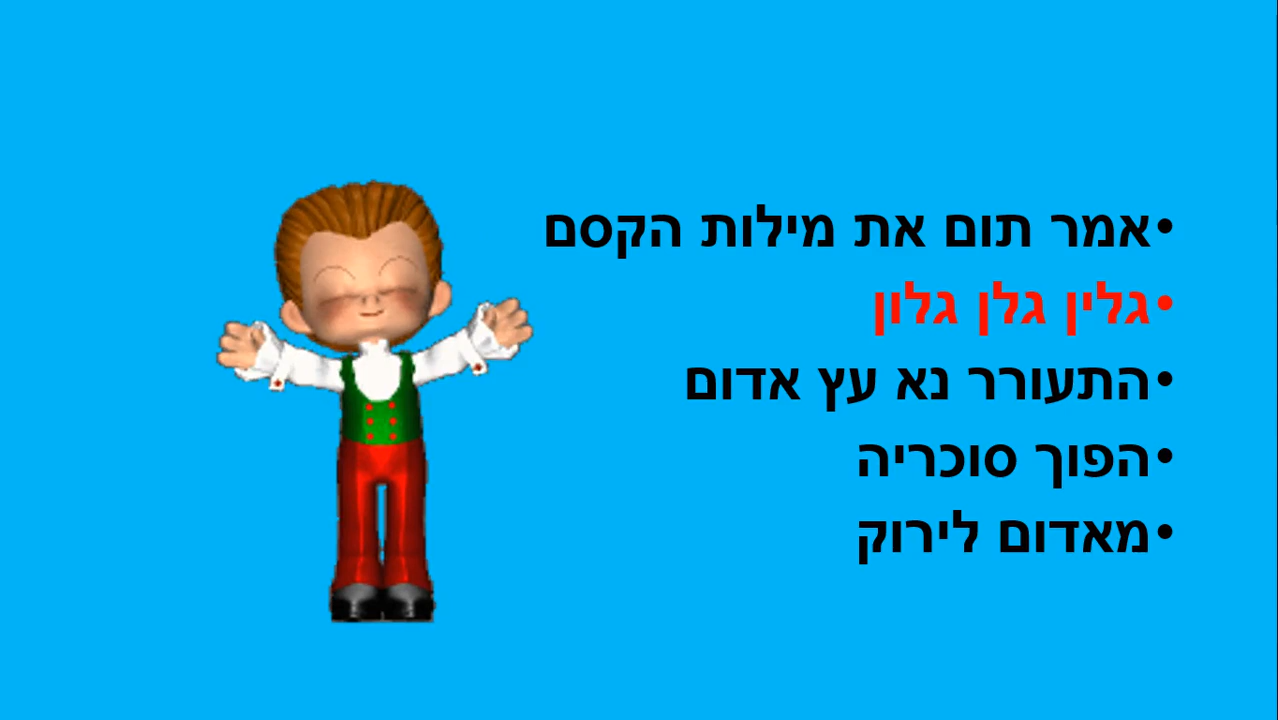 •אמר תום את מילות הקסם
•גלין גלן גלון
•התעורר נא עץ אדום
•הפוך סוכריה
•מאדום לירוק